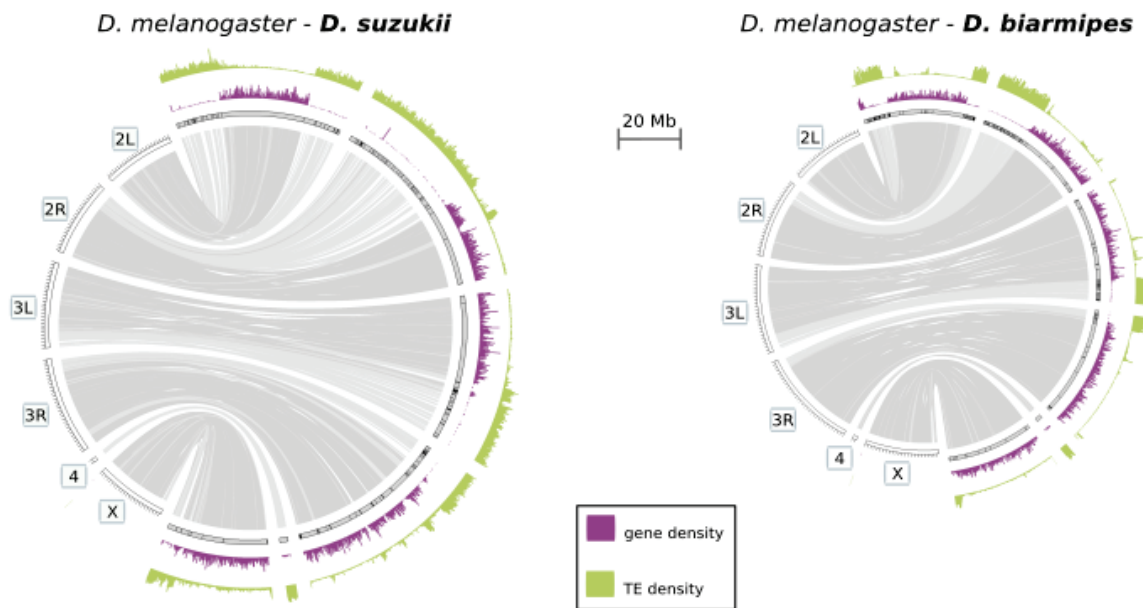 D. melanogaster - D. suzukii
D. melanogaster - D. biarmipes
20 Mb
2L
2R
3L
3R
4
X
2L
2R
3L
3R
4
X
gene density
TE density